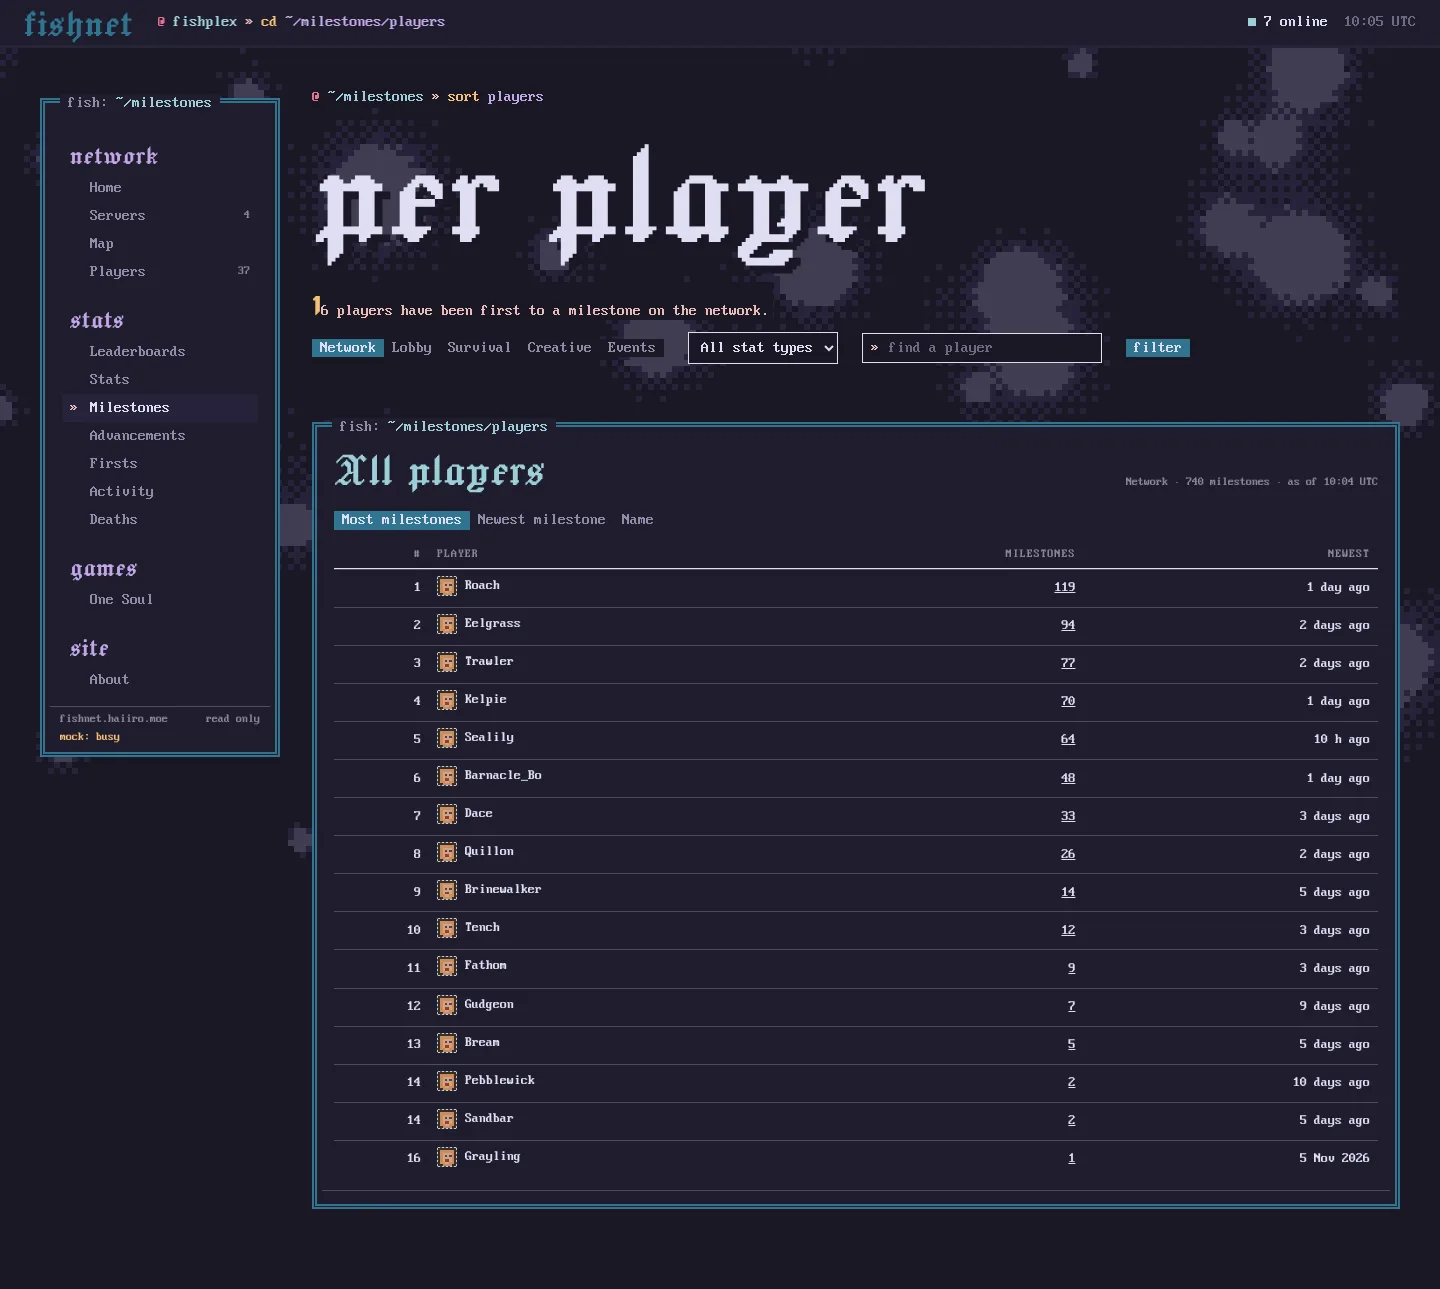 fishnet @ fishplex » cd ~/milestones/players 7 online 10:05 UTC
fish: ~/milestones
network
Home
Servers 4
Map
Players 37
stats
Leaderboards
Stats
» Milestones
Advancements
Firsts
Activity
Deaths
games
One Soul
site
About
fishnet.haiiro.moe read only
mock: busy
@ ~/milestones » sort players
per player
16 players have been first to a milestone on the network.
Network Lobby Survival Creative Events All stat types » find a player filter
fish: ~/milestones/players
All players
Network · 740 milestones · as of 10:04 UTC
Most milestones Newest milestone Name
# PLAYER MILESTONES NEWEST
1 Roach 119 1 day ago
2 Eelgrass 94 2 days ago
3 Trawler 77 2 days ago
4 Kelpie 70 1 day ago
5 Sealily 64 10 h ago
6 Barnacle_Bo 48 1 day ago
7 Dace 33 3 days ago
8 Quillon 26 2 days ago
9 Brinewalker 14 5 days ago
10 Tench 12 3 days ago
11 Fathom 9 3 days ago
12 Gudgeon 7 9 days ago
13 Bream 5 5 days ago
14 Pebblewick 2 10 days ago
14 Sandbar 2 5 days ago
16 Grayling 1 5 Nov 2026